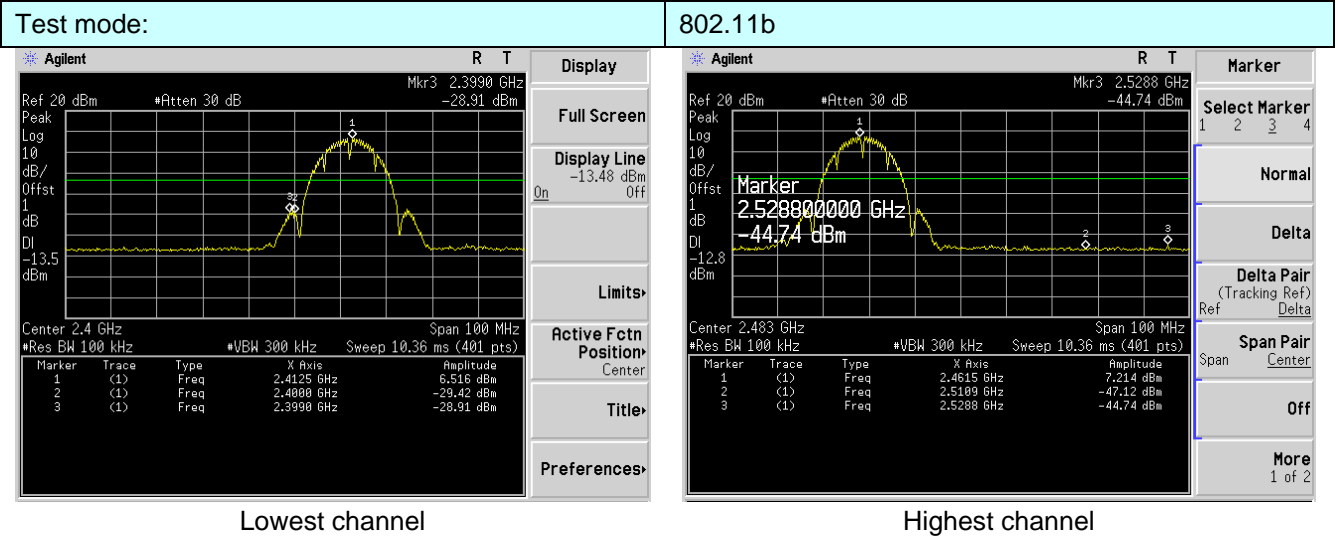 Test mode: 802.11b
Agilent R T
Display
Mkr3 2.3990 GHz
Ref 20 dBm #Atten 30 dB -28.91 dBm
Peak
Log
10
dB/
Offst
1
dB
DI
-13.5
dBm
1
3 2
Center 2.4 GHz Span 100 MHz
#Res BW 100 kHz #VBW 300 kHz Sweep 10.36 ms (401 pts)
Marker Trace Type X Axis Amplitude
1 (1) Freq 2.4125 GHz 6.516 dBm
2 (1) Freq 2.4000 GHz -29.42 dBm
3 (1) Freq 2.3990 GHz -28.91 dBm
Full Screen
Display Line
-13.48 dBm
On Off
Limits
Active Fctn
Position
Center
Title
Preferences
Lowest channel
Agilent R T
Marker
Mkr3 2.5288 GHz
Ref 20 dBm #Atten 30 dB -44.74 dBm
Peak
Log
10
dB/
Offst
1
dB
DI
-12.8
dBm
1
Marker
2.528800000 GHz
-44.74 dBm
2
3
Center 2.483 GHz Span 100 MHz
#Res BW 100 kHz #VBW 300 kHz Sweep 10.36 ms (401 pts)
Marker Trace Type X Axis Amplitude
1 (1) Freq 2.4615 GHz 7.214 dBm
2 (1) Freq 2.5109 GHz -47.12 dBm
3 (1) Freq 2.5288 GHz -44.74 dBm
Select Marker
1 2 3 4
Normal
Delta
Delta Pair
(Tracking Ref)
Ref Delta
Span Pair
Span Center
Off
More
1 of 2
Highest channel